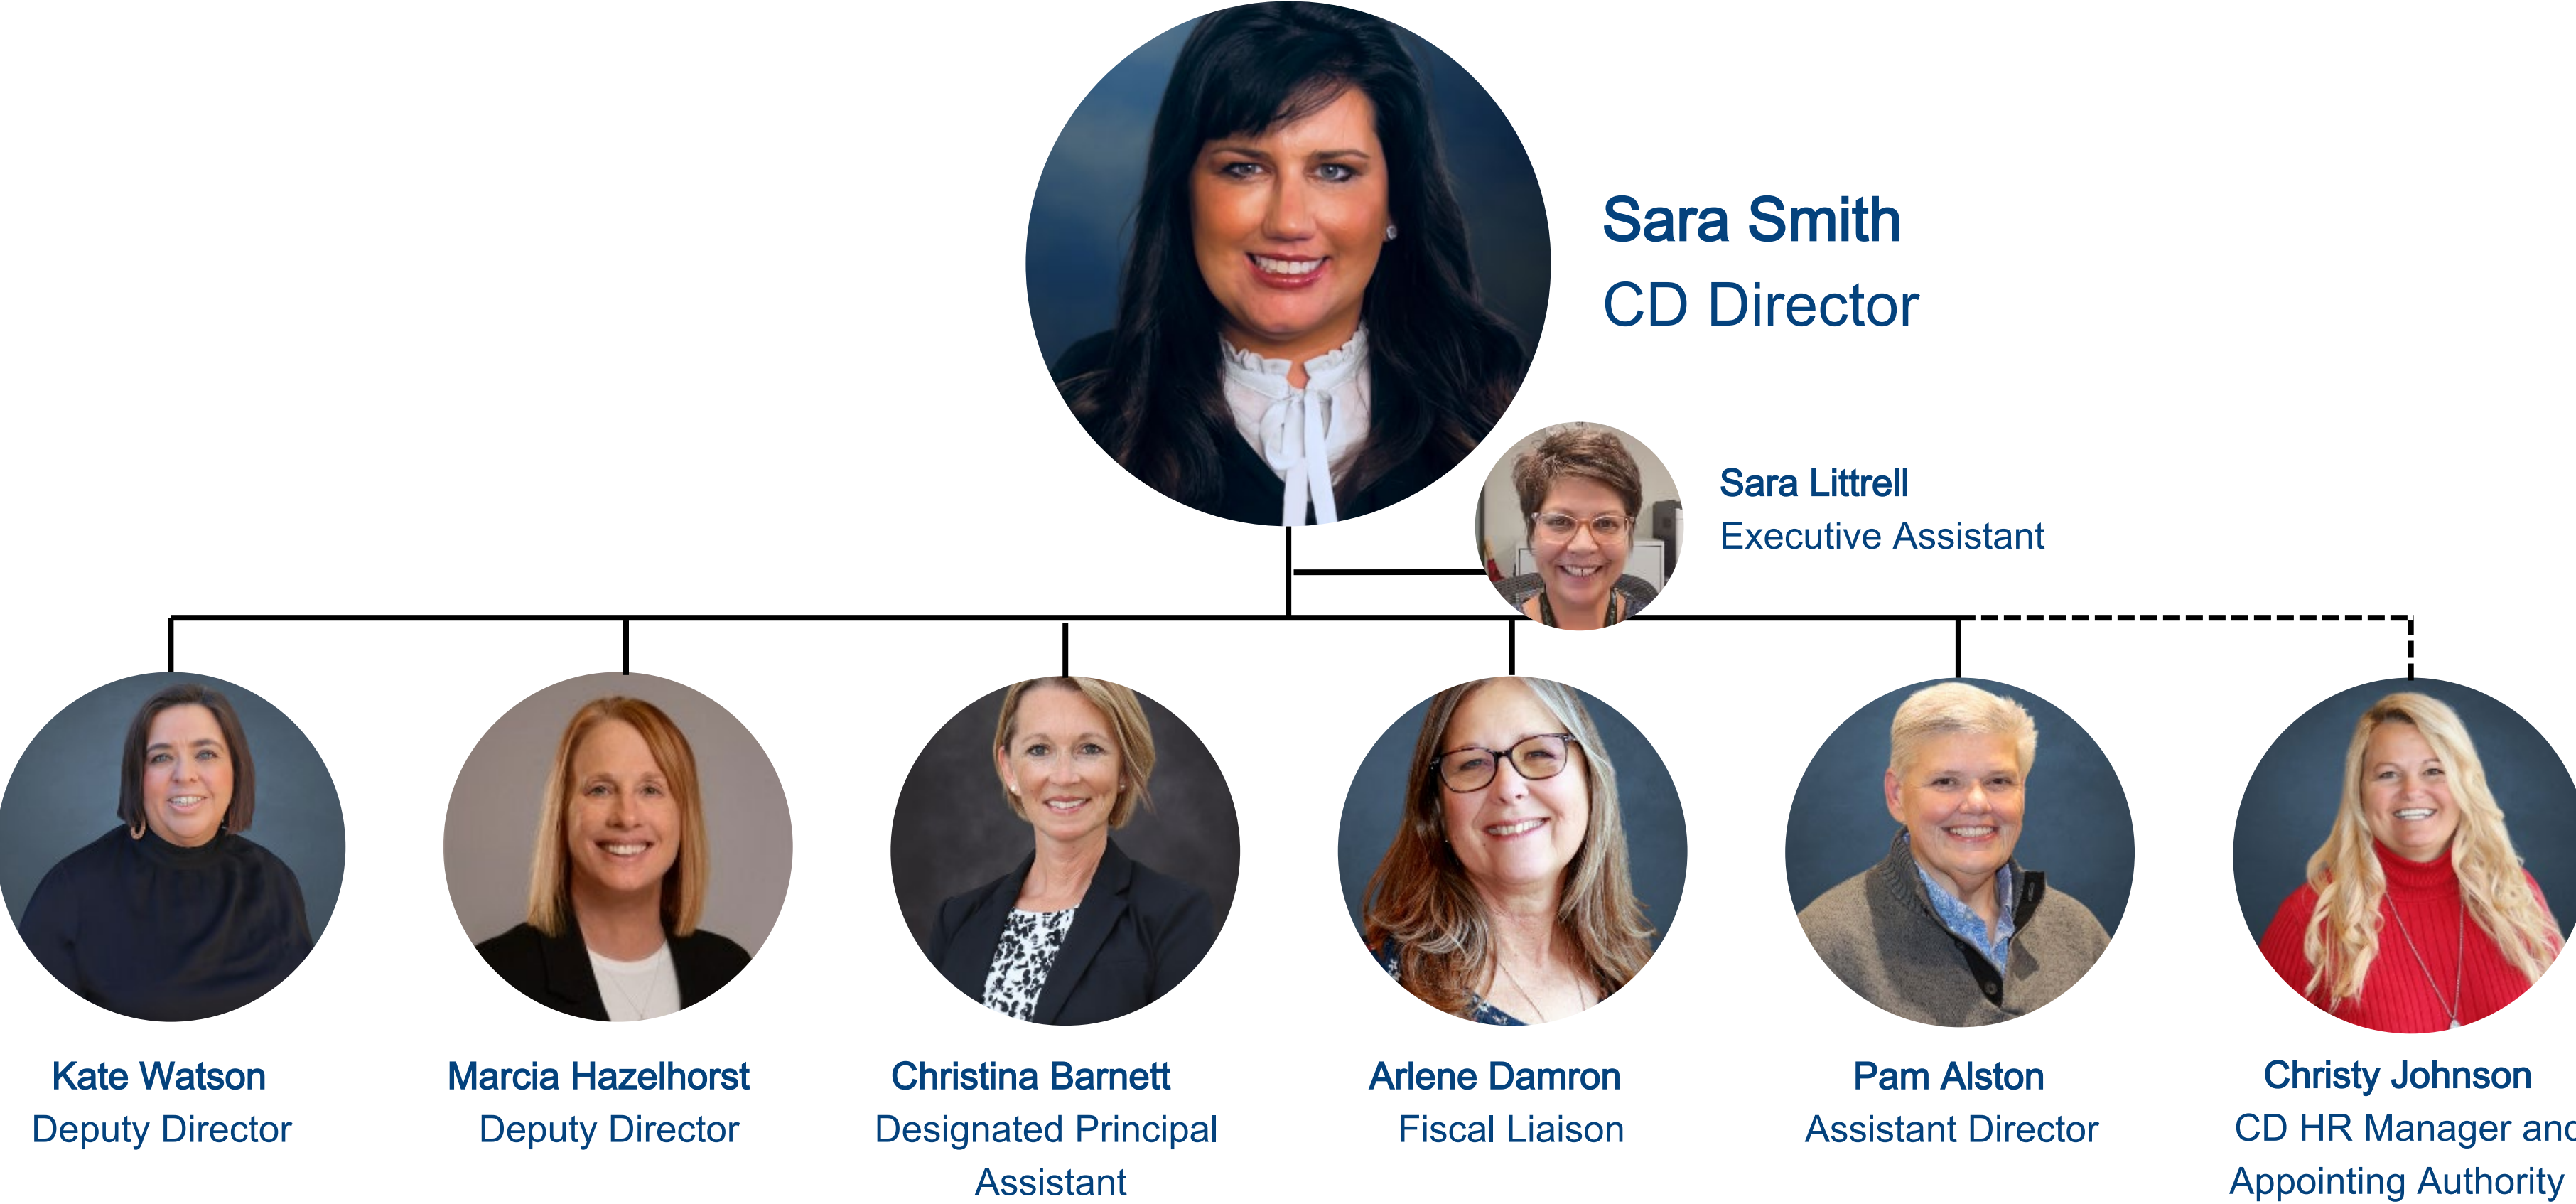 Sara Smith
CD Director
Sara Littrell
Executive Assistant
Kate Watson
Deputy Director
Marcia Hazelhorst
Deputy Director
Christina Barnett
Designated Principal
Assistant
Arlene Damron
Fiscal Liaison
Pam Alston
Assistant Director
Christy Johnson
CD HR Manager and
Appointing Authority